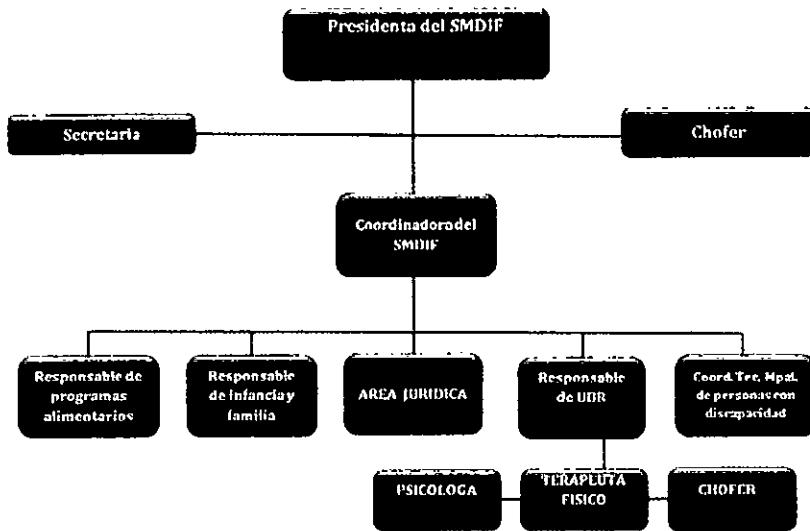 Presidenta del SMDIF
Secretaria
Chofer
Coordinadora del
SMDIF
Responsable de
programas
alimentarios
Responsable
de Infancia y
familia
AREA JURIDICA
Responsable
de UBR
Coord. Tec. Mpal.
de personas con
discapacidad
PSICOLOGA
TERAPEUTA
FISICO
CHOFER